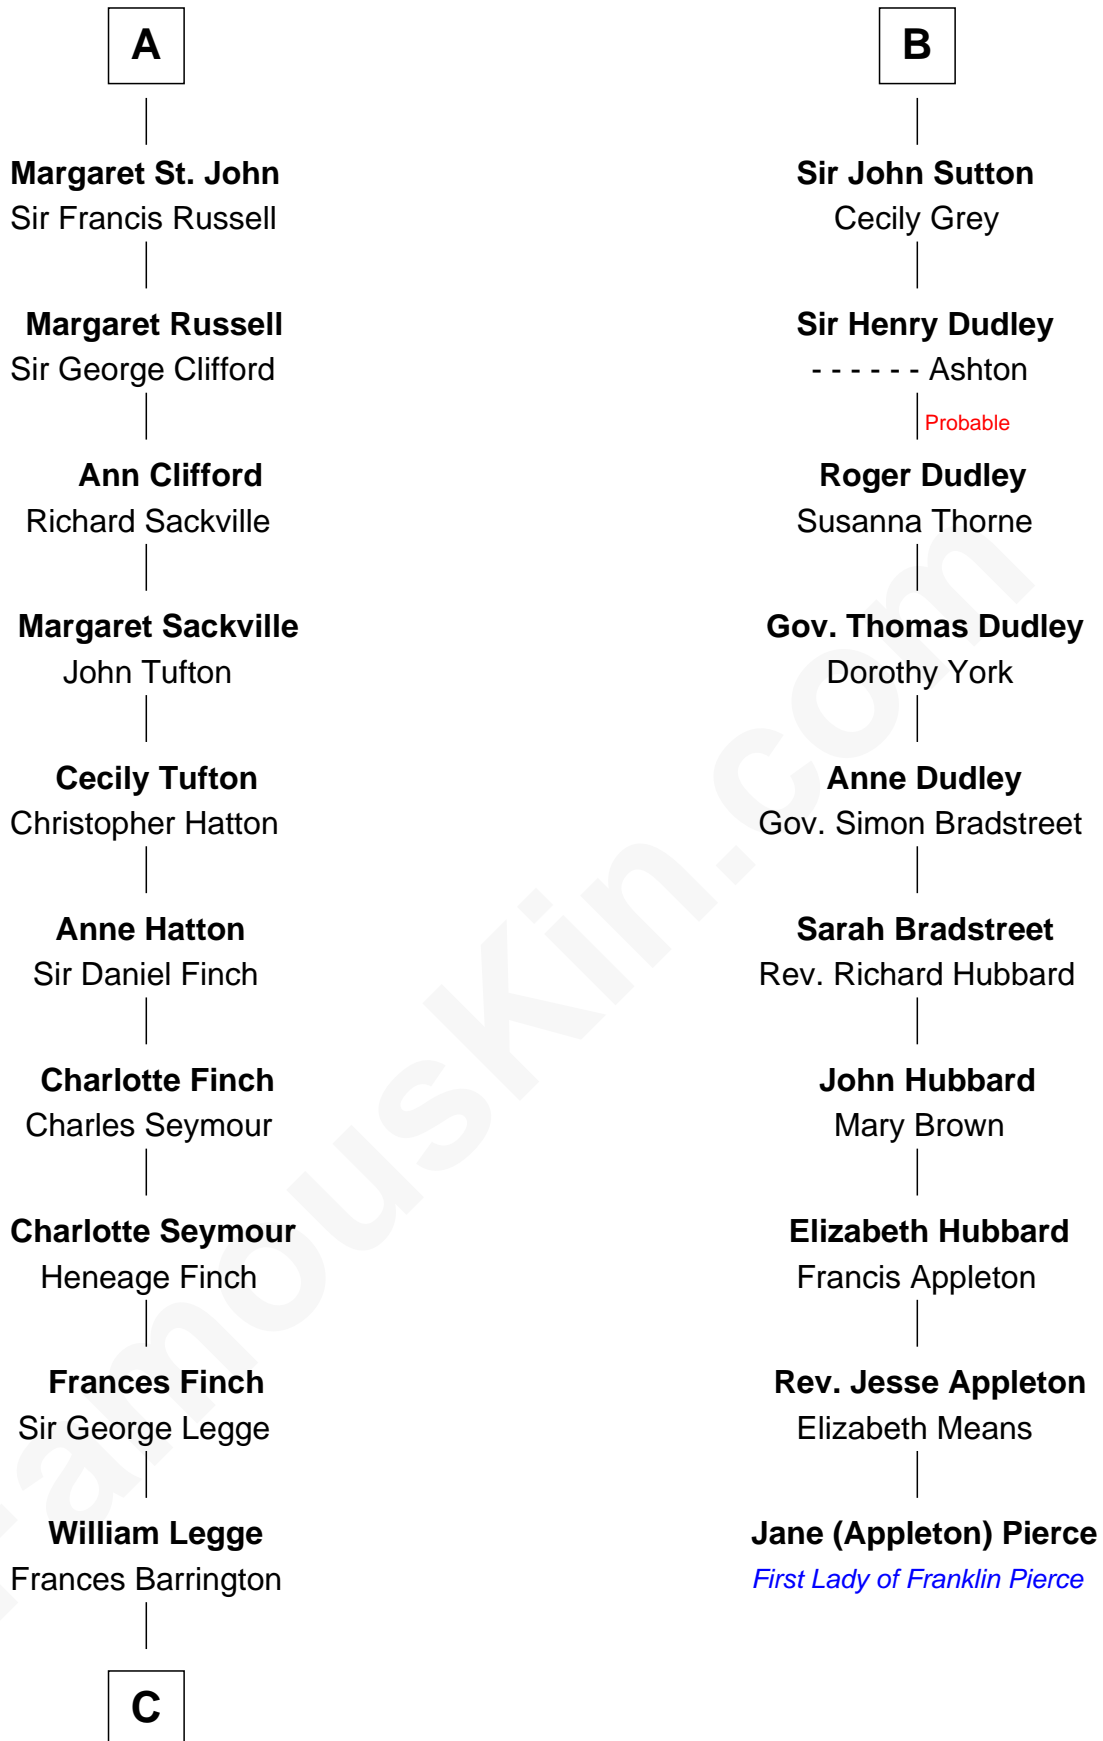 A
Margaret St. John
Sir Francis Russell
Margaret Russell
Sir George Clifford
Ann Clifford
Richard Sackville
Margaret Sackville
John Tufton
Cecily Tufton
Christopher Hatton
Anne Hatton
Sir Daniel Finch
Charlotte Finch
Charles Seymour
Charlotte Seymour
Heneage Finch
Frances Finch
Sir George Legge
William Legge
Frances Barrington
C
B
Sir John Sutton
Cecily Grey
Sir Henry Dudley
- - - - - - Ashton
Probable
Roger Dudley
Susanna Thorne
Gov. Thomas Dudley
Dorothy York
Anne Dudley
Gov. Simon Bradstreet
Sarah Bradstreet
Rev. Richard Hubbard
John Hubbard
Mary Brown
Elizabeth Hubbard
Francis Appleton
Rev. Jesse Appleton
Elizabeth Means
Jane (Appleton) Pierce
First Lady of Franklin Pierce
FamousKin.com